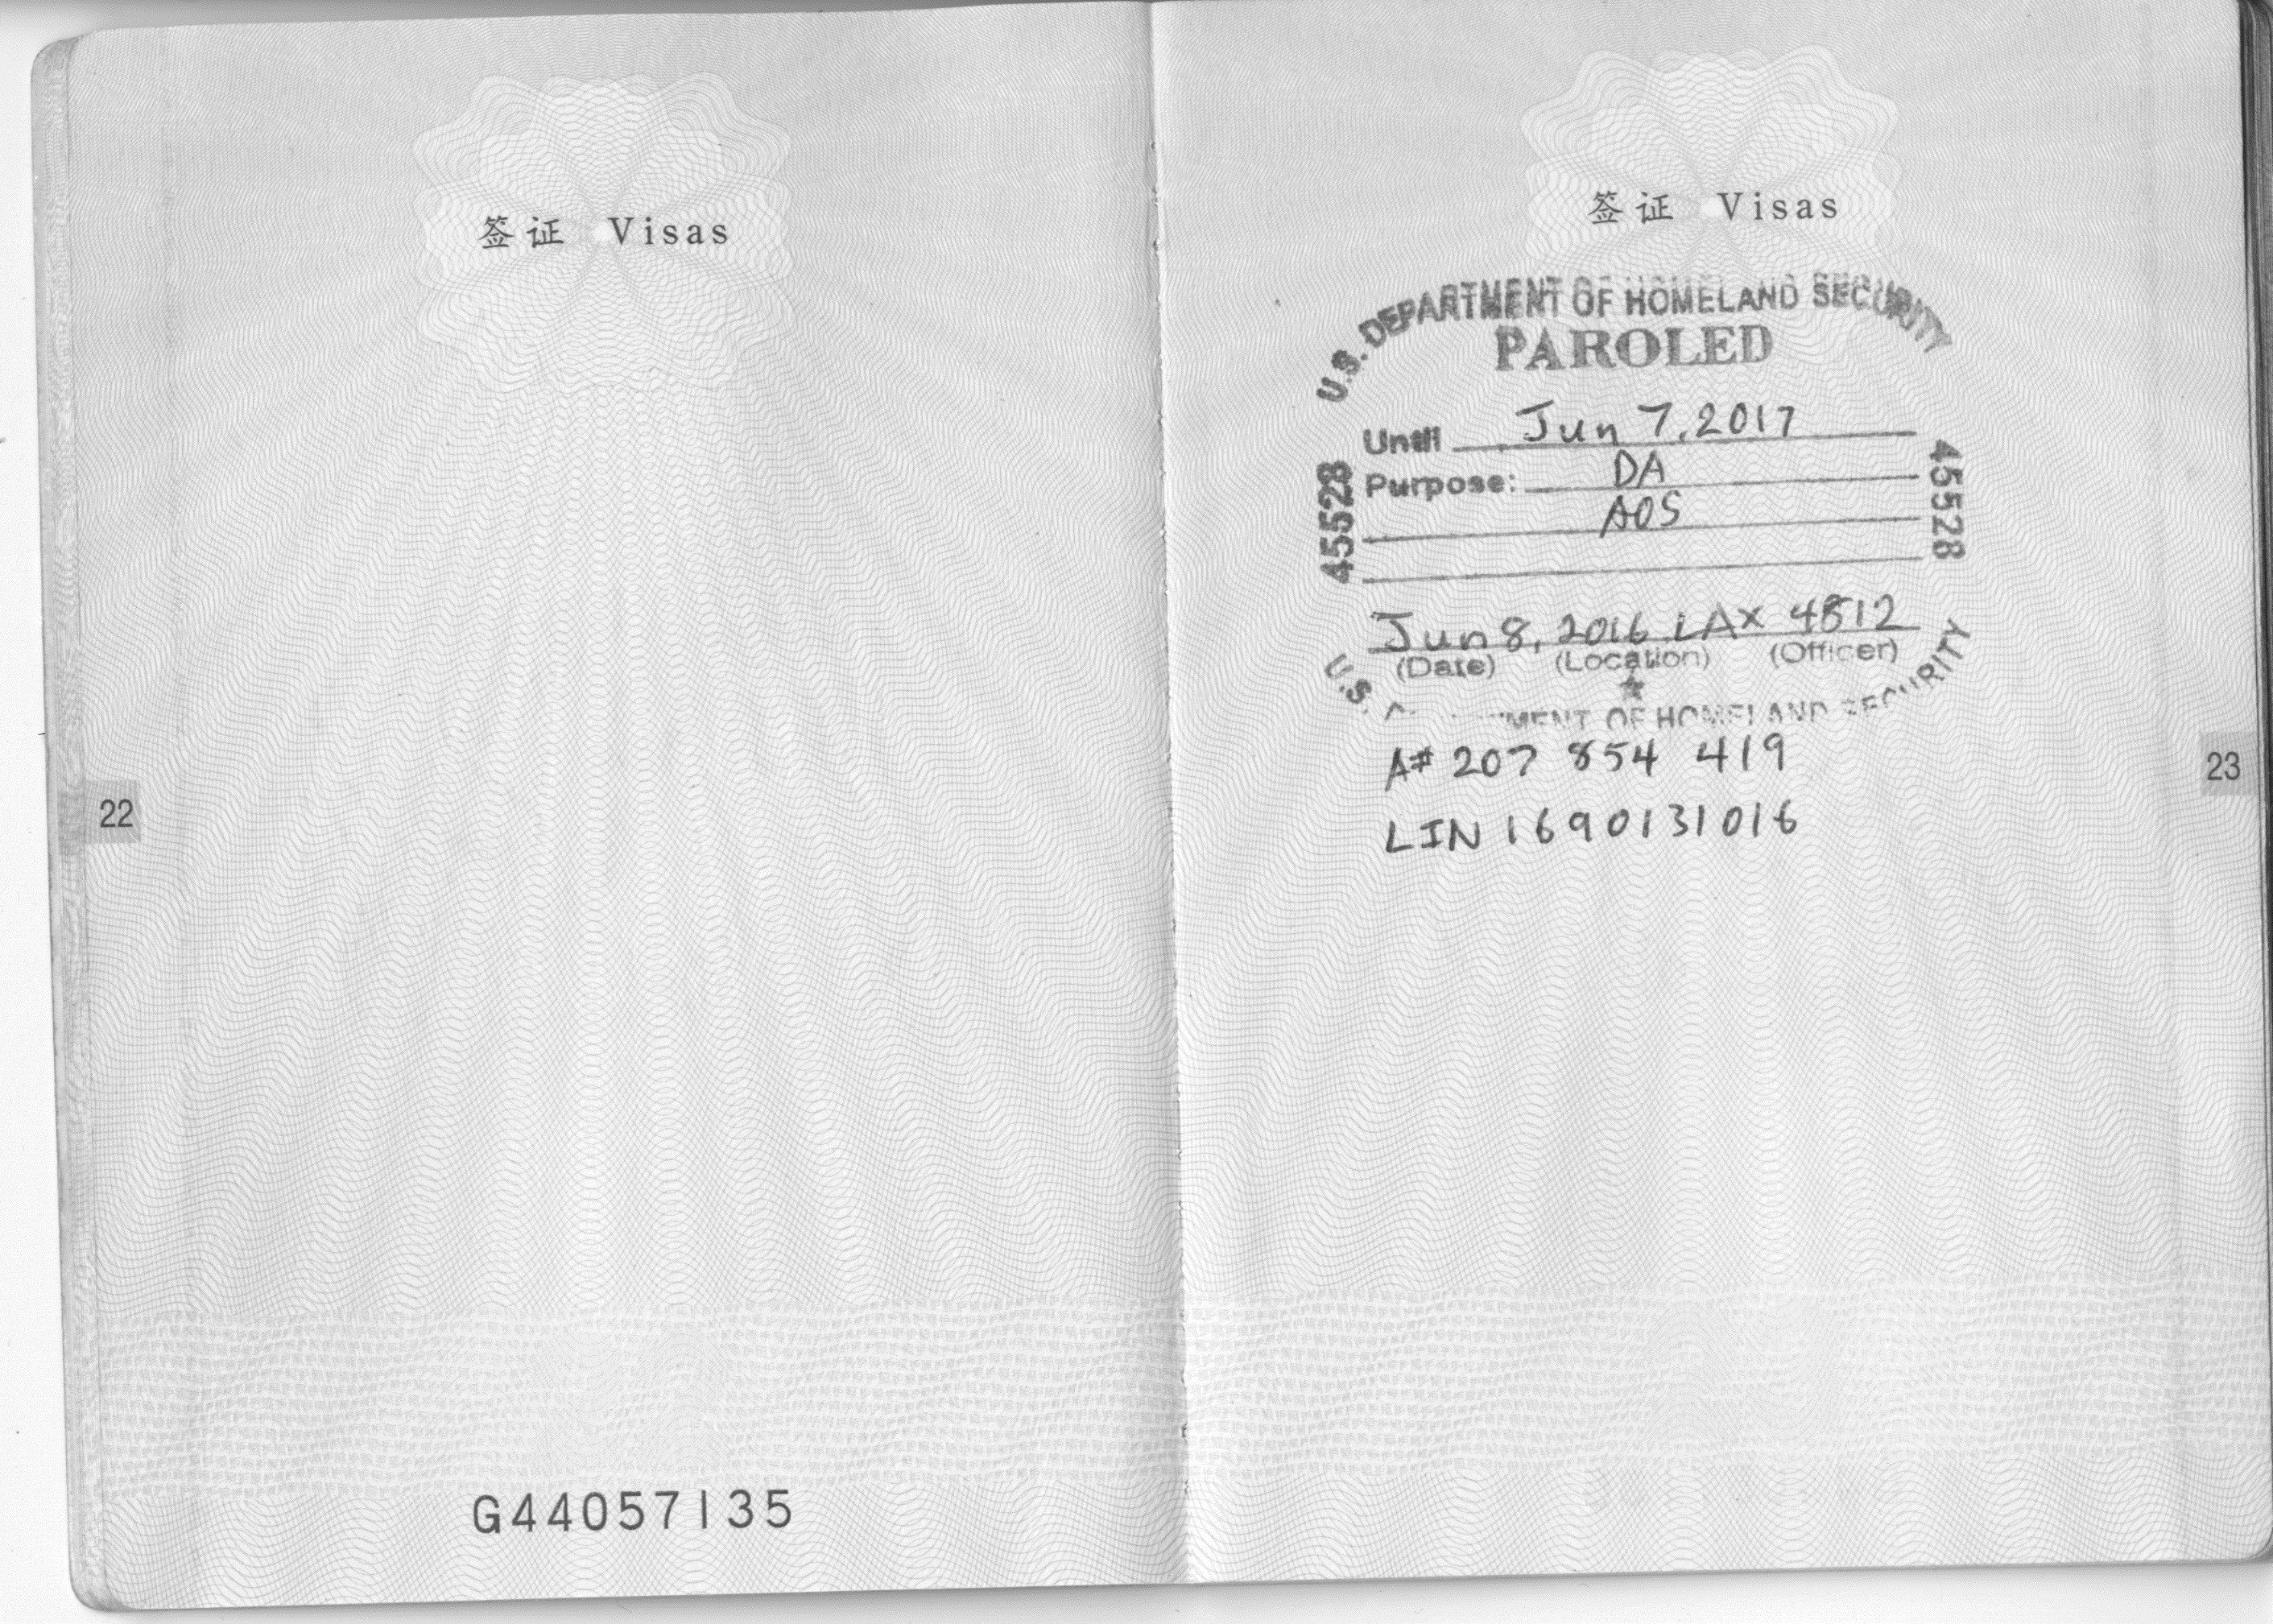 签证 Visas
22
G44057135
签证 Visas
U.S. DEPARTMENT OF HOMELAND SECURITY
PAROLED
Until Jun 7, 2017
Purpose: DA
AOS
45528
45528
Jun 8, 2016 LAX 4812
(Date) (Location) (Officer)
U.S. DEPARTMENT OF HOMELAND SECURITY
A# 207 854 419
LIN 1690131016
23